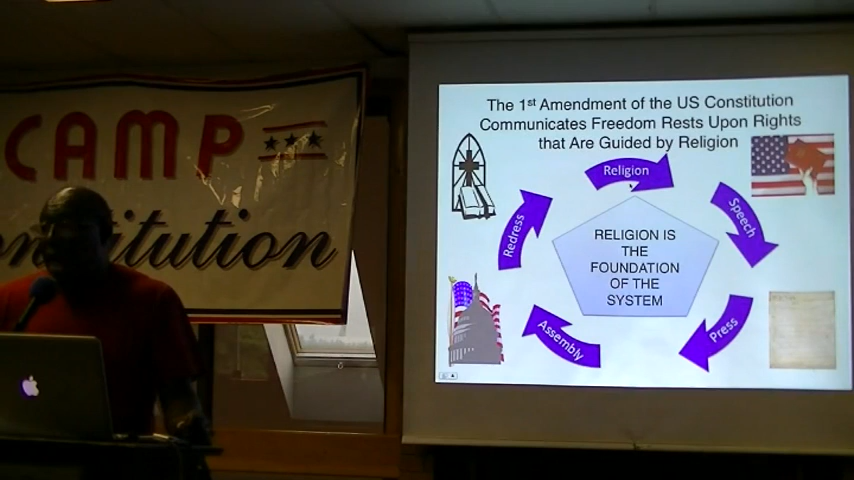 CAMP
nstitution
The 1st Amendment of the US Constitution
Communicates Freedom Rests Upon Rights
that Are Guided by Religion
Religion
Speech
Press
Assembly
Redress
RELIGION IS
THE
FOUNDATION
OF THE
SYSTEM